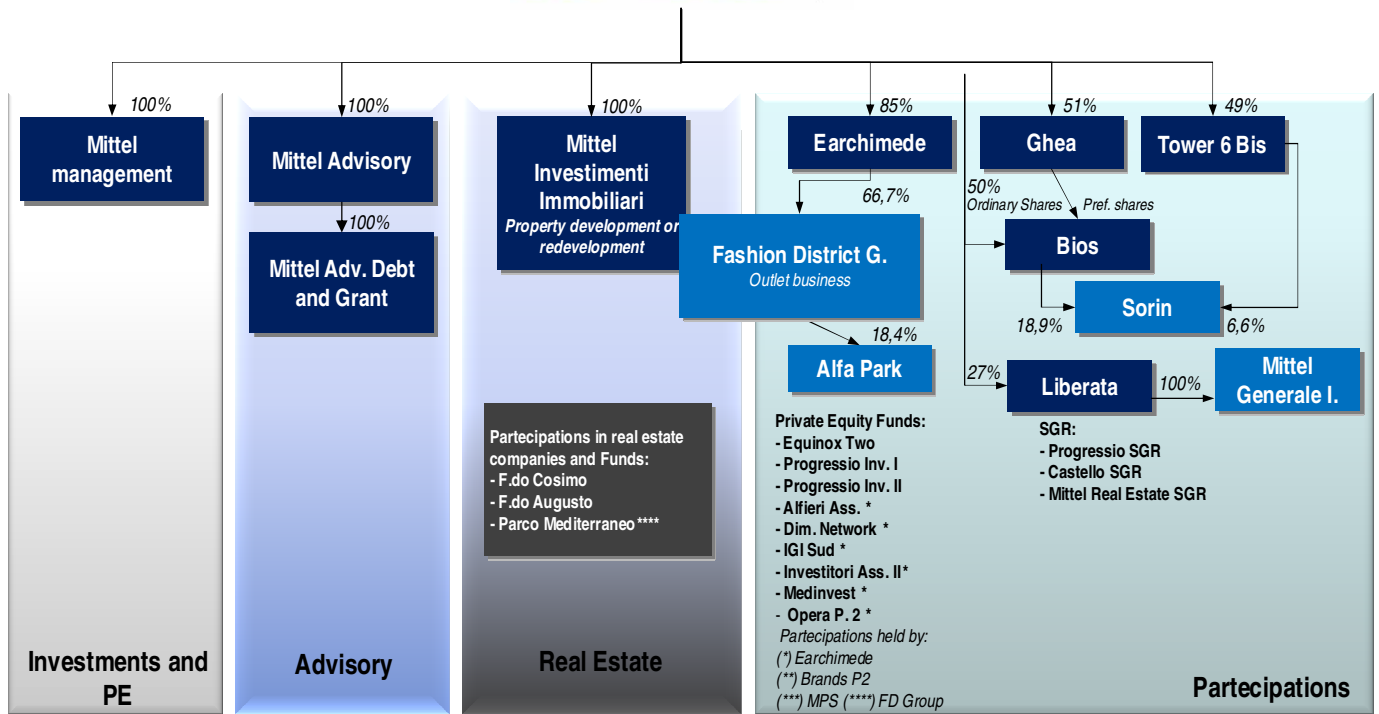 100%
Mittel
management
Investments and
PE
100%
Mittel Advisory
100%
Mittel Adv. Debt
and Grant
Advisory
100%
Mittel
Investimenti
Immobiliari
Property development or
redevelopment
Partecipations in real estate
companies and Funds:
- F.do Cosimo
- F.do Augusto
- Parco Mediterraneo ****
Real Estate
85%
Earchimede
66,7%
Fashion District G.
Outlet business
18,4%
Alfa Park
Private Equity Funds:
- Equinox Two
- Progressio Inv. I
- Progressio Inv. II
- Alfieri Ass. *
- Dim. Network *
- IGI Sud *
- Investitori Ass. II *
- Medinvest *
- Opera P. 2 *
Partecipations held by:
(*) Earchimede
(**) Brands P2
(***) MPS (****) FD Group
51%
Ghea
49%
Tower 6 Bis
50%
Ordinary Shares
Pref. shares
Bios
Sorin
18,9%
6,6%
27%
Liberata
100%
Mittel
Generale I.
SGR:
- Progressio SGR
- Castello SGR
- Mittel Real Estate SGR
Partecipations